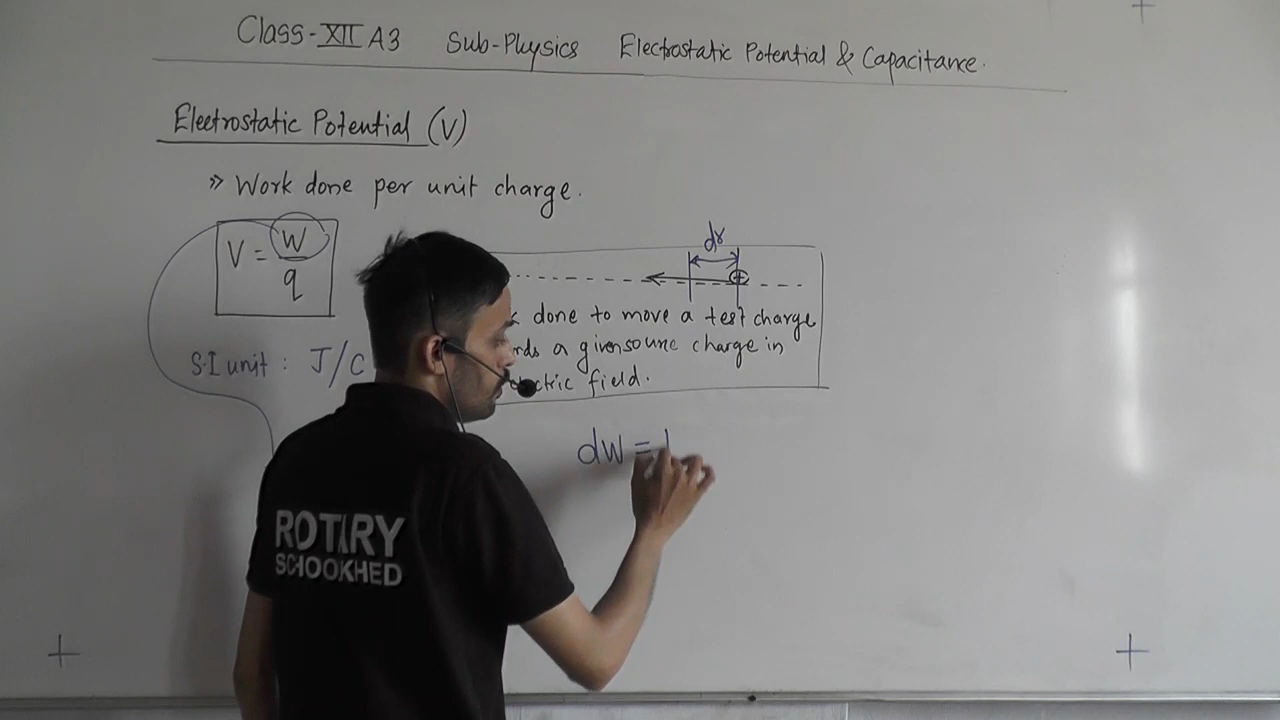 Class-XII A3 Sub-Physics Electrostatic Potential & Capacitance.
Electrostatic Potential (V)
» Work done per unit charge.
V = W/q
dr
+
done to move a test charge
a given source charge in
field.
S.I unit : J/C
dW =
ROTARY